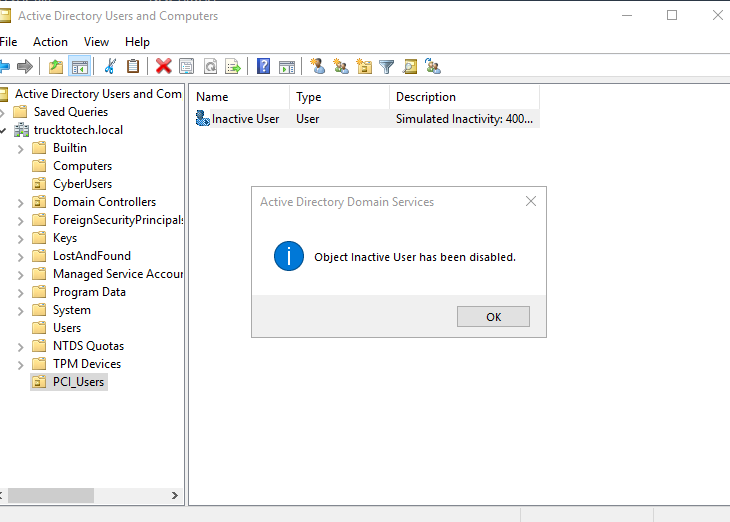 Active Directory Users and Computers
File Action View Help
Active Directory Users and Com
Saved Queries
trucktotech.local
Builtin
Computers
CyberUsers
Domain Controllers
ForeignSecurityPrincipals
Keys
LostAndFound
Managed Service Accour
Program Data
System
Users
NTDS Quotas
TPM Devices
PCI_Users
Name Type Description
Inactive User User Simulated Inactivity: 400...
Active Directory Domain Services
Object Inactive User has been disabled.
OK